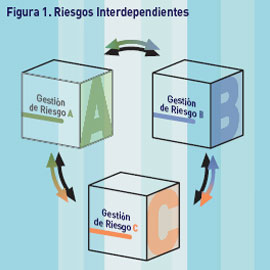 Figura 1. Riesgos Interdependientes
Gestión
de Riesgo A
A
Gestión
de Riesgo B
B
Gestión
de Riesgo C
C